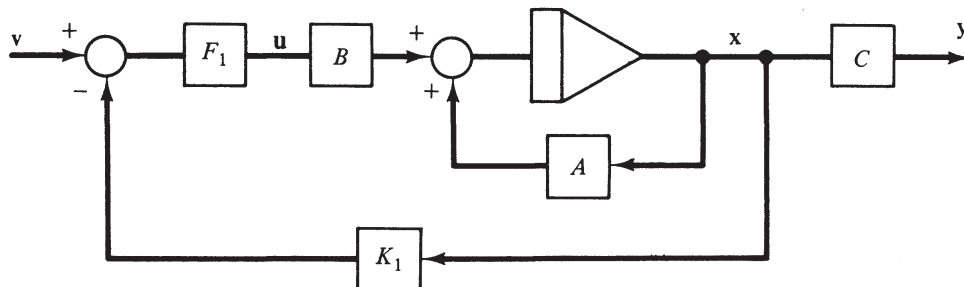 v + F₁ u B + x C y
− +
A
K₁